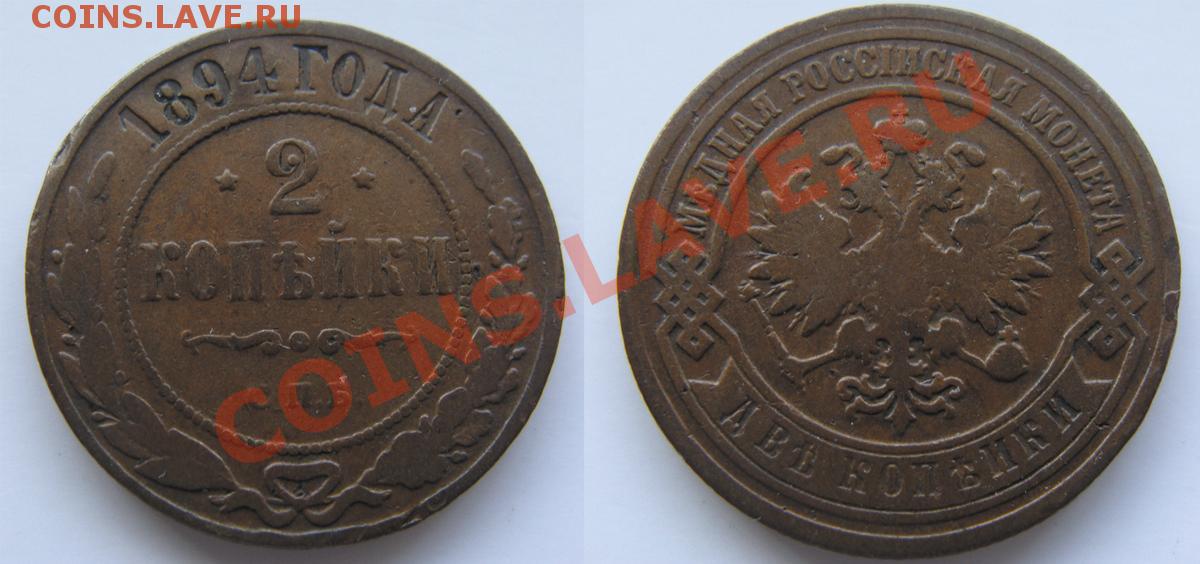 COINS.LAVE.RU
1894 ГОДА
2
КОПѢЙКИ
МѢДНАЯ РОССІЙСКАЯ МОНЕТА
ДВѢ КОПѢЙКИ
COINS.LAVE.RU